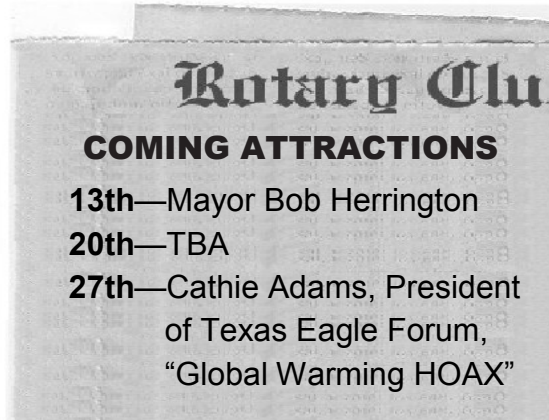 Rotary Clu
COMING ATTRACTIONS
13th—Mayor Bob Herrington
20th—TBA
27th—Cathie Adams, President
of Texas Eagle Forum,
“Global Warming HOAX”